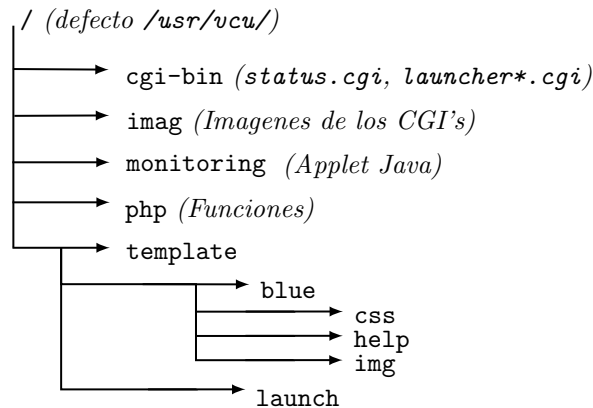 / (defecto /usr/vcu/)
cgi-bin (status.cgi, launcher*.cgi)
imag (Imagenes de los CGI's)
monitoring (Applet Java)
php (Funciones)
template
blue
css
help
img
launch